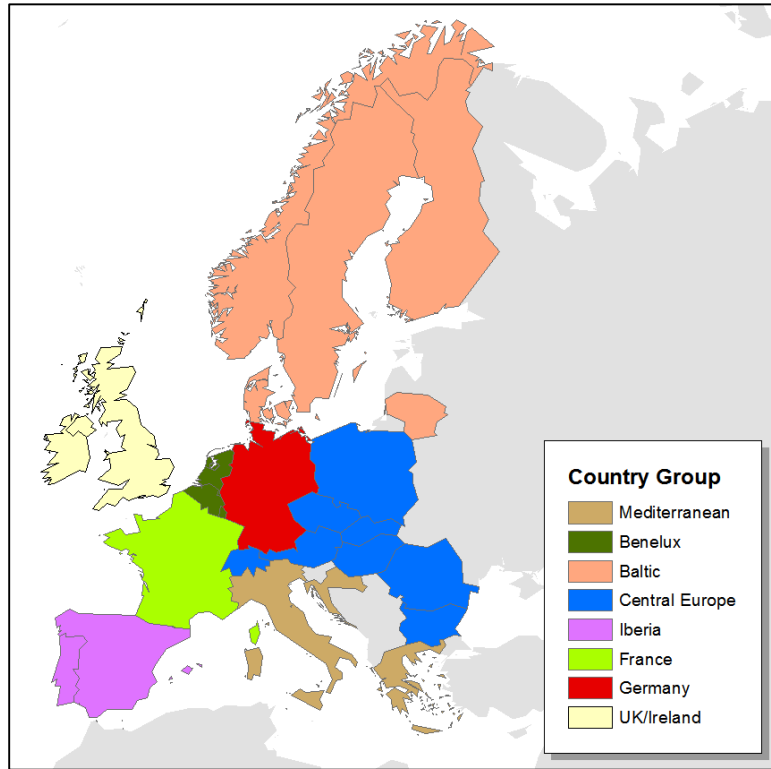 Country Group
Mediterranean
Benelux
Baltic
Central Europe
Iberia
France
Germany
UK/Ireland